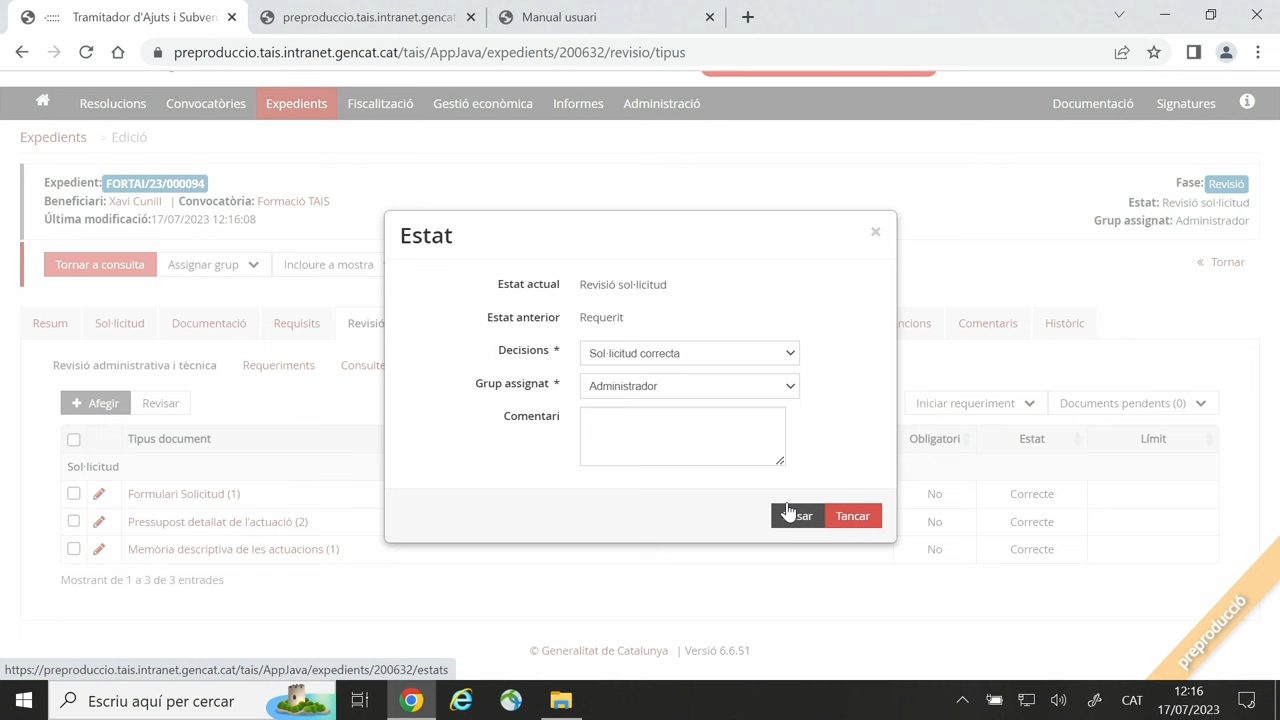 Tramitador d'Ajuts i Subven
preproduccio.tais.intranet.gencat
Manual usuari
preproduccio.tais.intranet.gencat.cat/tais/AppJava/expedients/200632/revisio/tipus
Resolucions Convocatòries Expedients Fiscalització Gestió econòmica Informes Administració Documentació Signatures
Expedients > Edició
Expedient: FORTAI/23/000094
Beneficiari: Xavi Cunill | Convocatòria: Formació TAIS
Última modificació:17/07/2023 12:16:08
Fase: Revisió
Estat: Revisió sol·licitud
Grup assignat: Administrador
Tornar a consulta Assignar grup Incloure a mostra « Tornar
Resum Sol·licitud Documentació Requisits Revisió ncions Comentaris Històric
Revisió administrativa i tècnica Requeriments Consulte
+ Afegir Revisar Iniciar requeriment Documents pendents (0)
Tipus document Obligatori Estat Límit
Sol·licitud
Formulari Solicitud (1) No Correcte
Pressupost detallat de l'actuació (2) No Correcte
Memòria descriptiva de les actuacions (1) No Correcte
Mostrant de 1 a 3 de 3 entrades
Estat ×
Estat actual Revisió sol·licitud
Estat anterior Requerit
Decisions * Sol·licitud correcta
Grup assignat * Administrador
Comentari
sar Tancar
© Generalitat de Catalunya | Versió 6.6.51
preproducció
https://preproduccio.tais.intranet.gencat.cat/tais/AppJava/expedients/200632/estats
Escriu aquí per cercar
CAT
12:16
17/07/2023